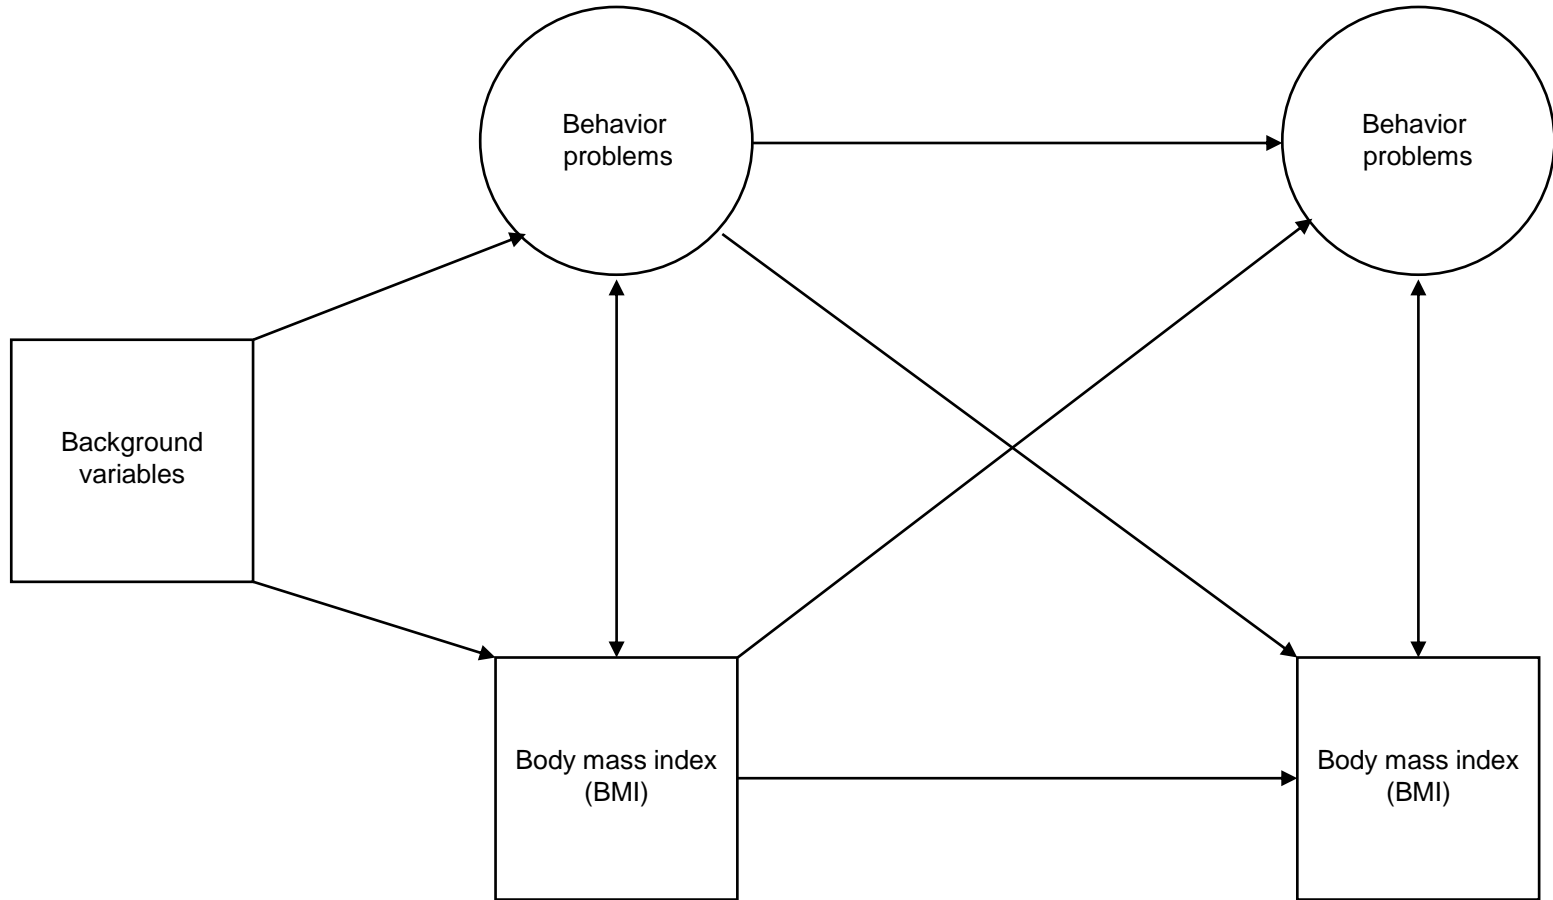 Behavior
problems
Behavior
problems
Background
variables
Body mass index
(BMI)
Body mass index
(BMI)